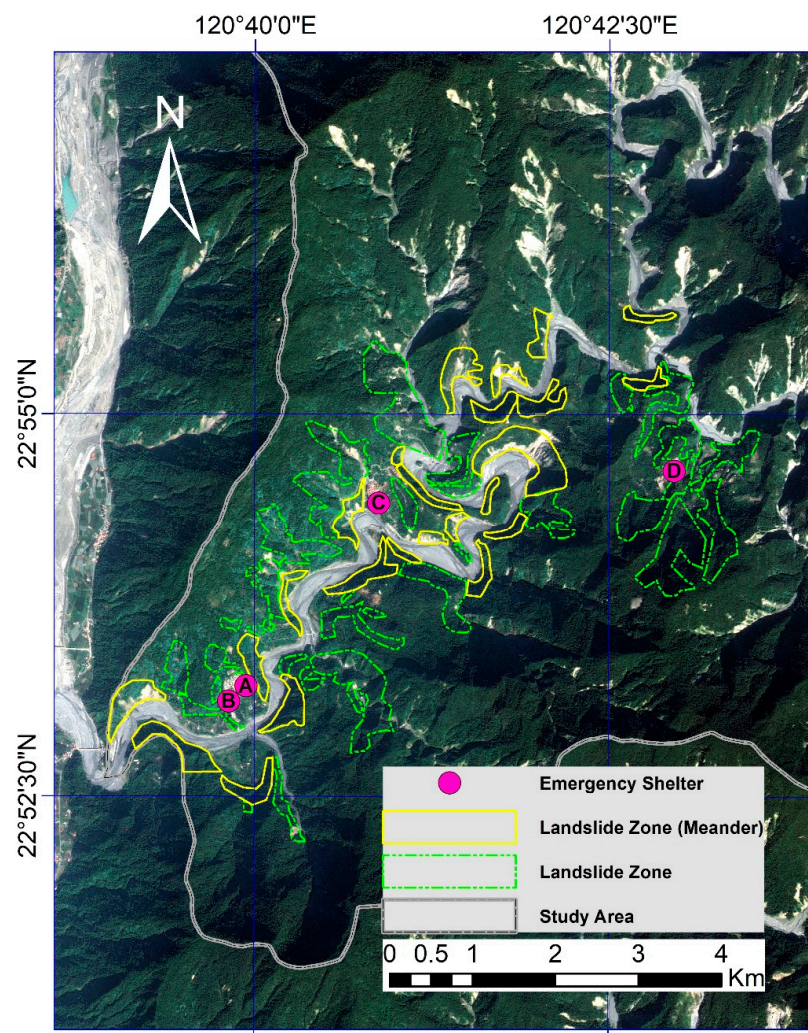 120°40'0"E
120°42'30"E
N
22°55'0"N
D
C
A
B
22°52'30"N
Emergency Shelter
Landslide Zone (Meander)
Landslide Zone
Study Area
0 0.5 1 2 3 4
Km